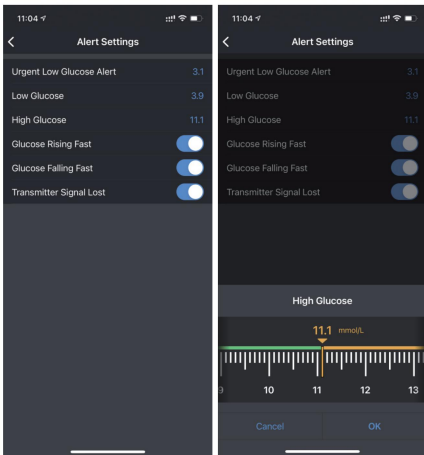 11:04
Alert Settings
Urgent Low Glucose Alert 3.1
Low Glucose 3.9
High Glucose 11.1
Glucose Rising Fast
Glucose Falling Fast
Transmitter Signal Lost
11:04
Alert Settings
Urgent Low Glucose Alert 3.1
Low Glucose 3.9
High Glucose 11.1
Glucose Rising Fast
Glucose Falling Fast
Transmitter Signal Lost
High Glucose
11.1 mmol/L
9 10 11 12 13
Cancel OK